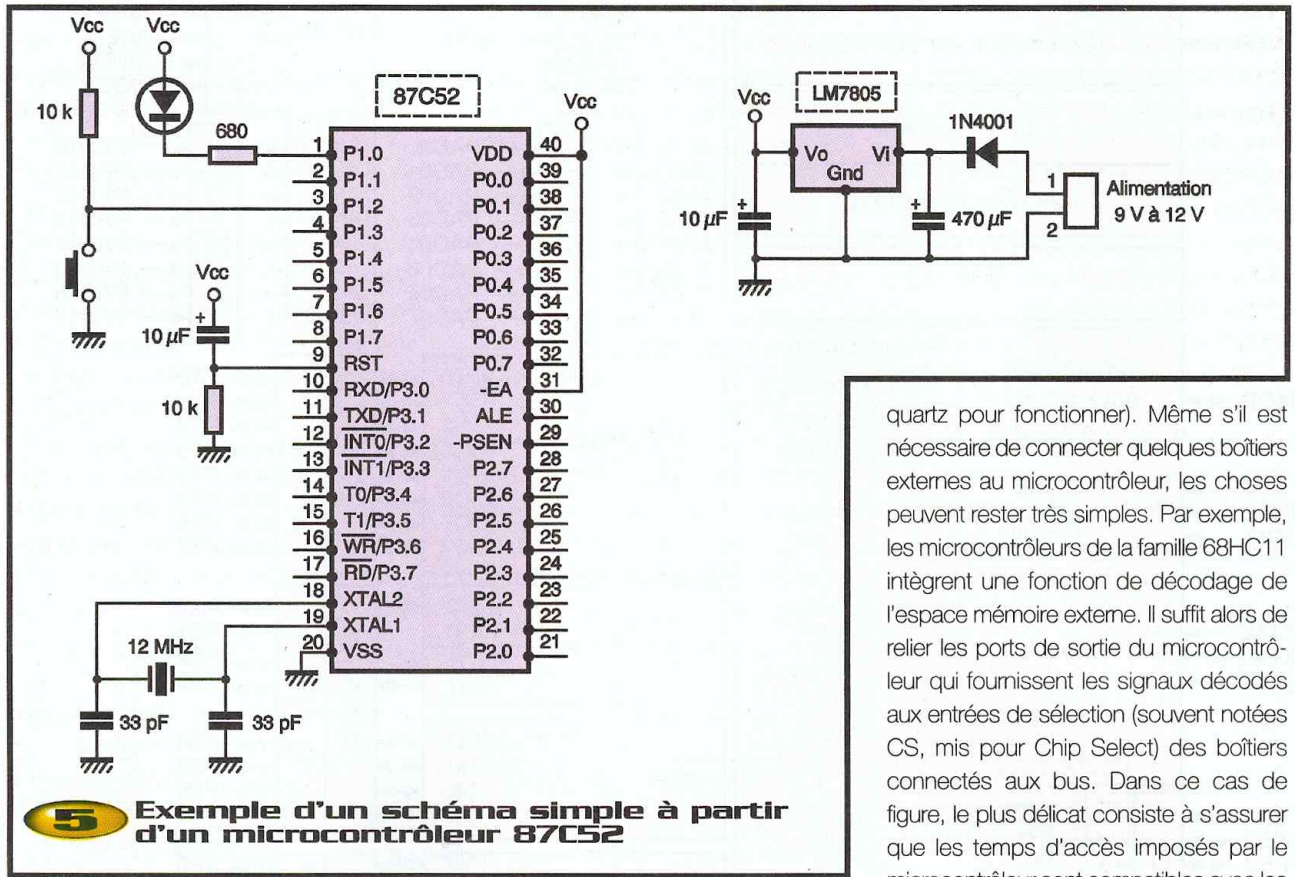 Vcc
Vcc
10 k
680
87C52
Vcc
1 P1.0
2 P1.1
3 P1.2
4 P1.3
5 P1.4
6 P1.5
7 P1.6
8 P1.7
9 RST
10 RXD/P3.0
11 TXD/P3.1
12 INT0/P3.2
13 INT1/P3.3
14 T0/P3.4
15 T1/P3.5
16 WR/P3.6
17 RD/P3.7
18 XTAL2
19 XTAL1
20 VSS
VDD 40
P0.0 39
P0.1 38
P0.2 37
P0.3 36
P0.4 35
P0.5 34
P0.6 33
P0.7 32
-EA 31
ALE 30
-PSEN 29
P2.7 28
P2.6 27
P2.5 26
P2.4 25
P2.3 24
P2.2 23
P2.1 22
P2.0 21
Vcc
+
10 µF
10 k
12 MHz
33 pF
33 pF
Vcc
LM7805
1N4001
Vo
Vi
Gnd
10 µF
+
+
470 µF
1
2
Alimentation
9 V à 12 V
5 Exemple d'un schéma simple à partir
d'un microcontrôleur 87C52
quartz pour fonctionner). Même s'il est
nécessaire de connecter quelques boîtiers
externes au microcontrôleur, les choses
peuvent rester très simples. Par exemple,
les microcontrôleurs de la famille 68HC11
intègrent une fonction de décodage de
l'espace mémoire externe. Il suffit alors de
relier les ports de sortie du microcontrô-
leur qui fournissent les signaux décodés
aux entrées de sélection (souvent notées
CS, mis pour Chip Select) des boîtiers
connectés aux bus. Dans ce cas de
figure, le plus délicat consiste à s'assurer
que les temps d'accès imposés par le
microcontrôleur sont compatibles avec les